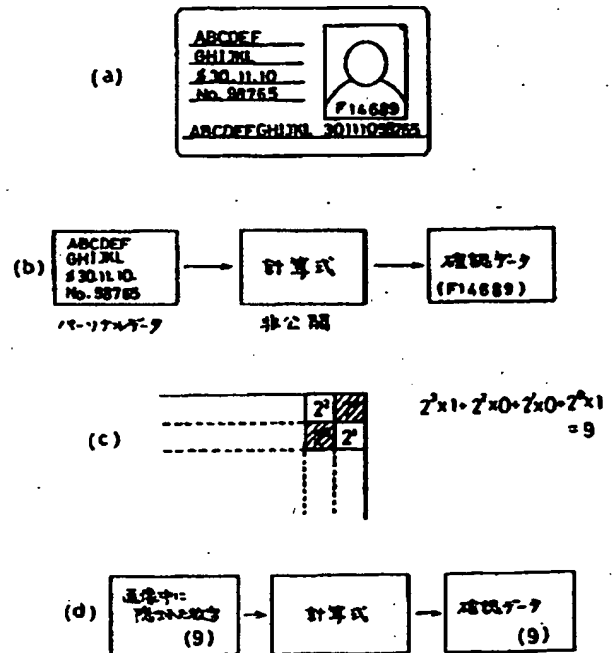 (a)
ABCDEF
GHIJKL
S30.11.10
No. 98765
F14689
ABCDEFGHIJKL 30111098765
(b)
ABCDEF
GHIJKL
S30.11.10.
No. 98765
パーソナルデータ
計算式
非公開
確認データ
(F14689)
(c)
2²
2⁰
2³×1+2²×0+2¹×0+2⁰×1
=9
(d)
画像中に
隠された数字
(9)
計算式
確認データ
(9)